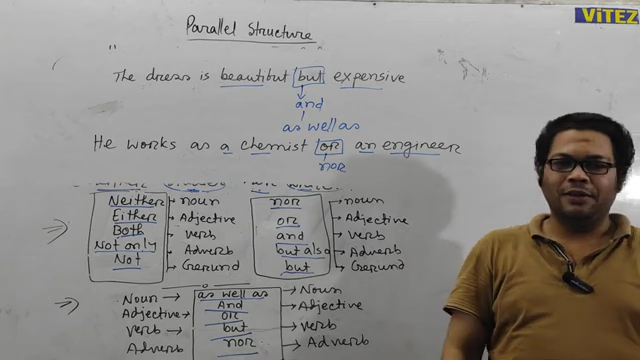 Parallel Structure
ViTEZ
The dress is beautibut but expensive
and
as well as
He works as a chemist or an engineer
nor
Neither noun nor noun
Either Adjective or Adjective
Both verb and verb
Not only Adverb but also Adverb
Not Gerund but Gerund
Noun as well as Noun
Adjective And Adjective
verb or verb
Adverb but Adverb
nor